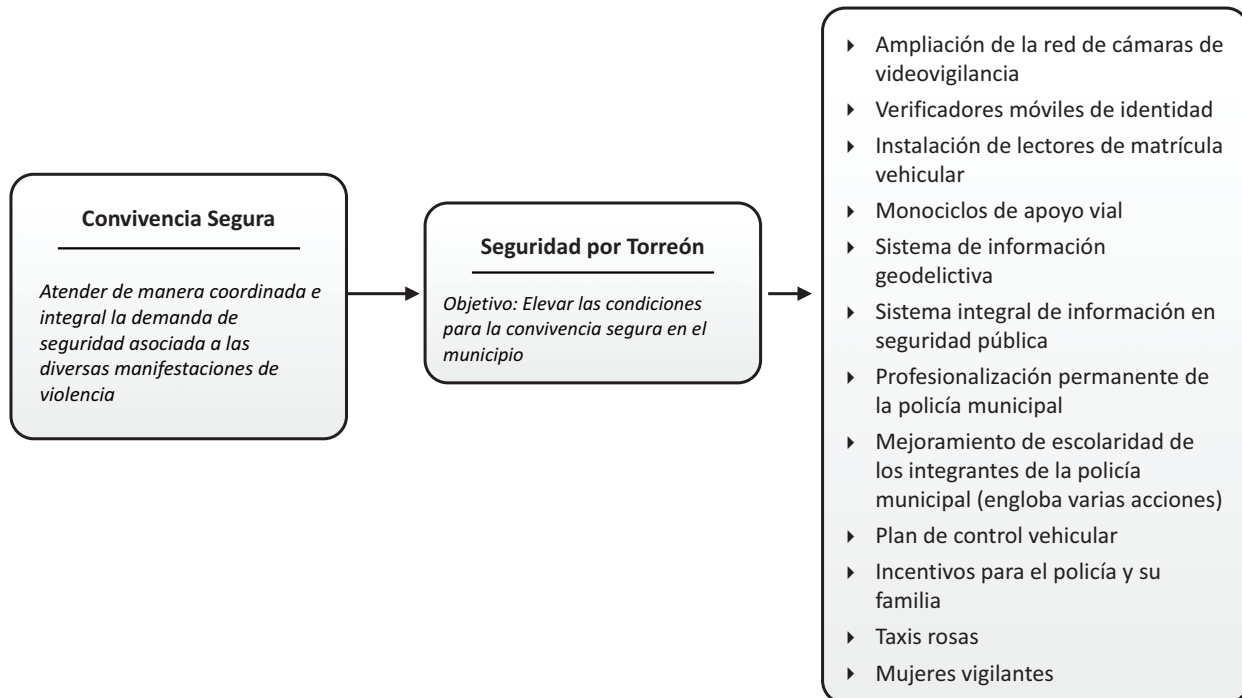 Convivencia Segura
Atender de manera coordinada e
integral la demanda de
seguridad asociada a las
diversas manifestaciones de
violencia
Seguridad por Torreón
Objetivo: Elevar las condiciones
para la convivencia segura en el
municipio
Ampliación de la red de cámaras de
videovigilancia
Verificadores móviles de identidad
Instalación de lectores de matrícula
vehicular
Monociclos de apoyo vial
Sistema de información
geodelictiva
Sistema integral de información en
seguridad pública
Profesionalización permanente de
la policía municipal
Mejoramiento de escolaridad de
los integrantes de la policía
municipal (engloba varias acciones)
Plan de control vehicular
Incentivos para el policía y su
familia
Taxis rosas
Mujeres vigilantes